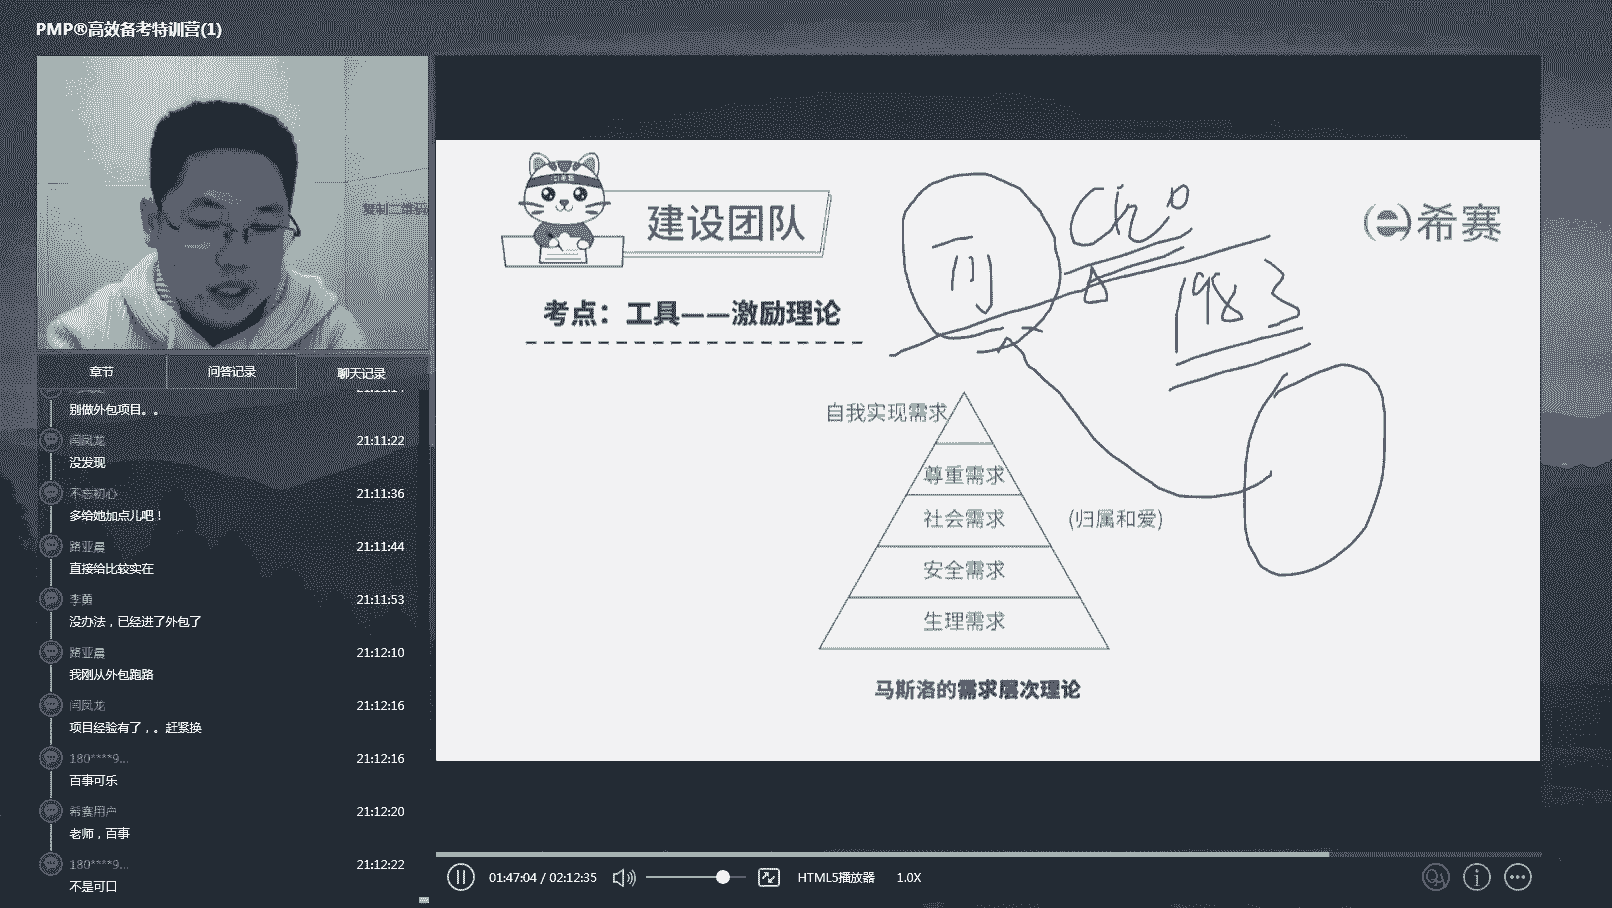 PMP®高效备考特训营(1)
章节
问答记录
聊天记录
别做外包项目。。
闫凤龙
21:11:22
没发现
不忘初心
21:11:36
多给她加点儿吧！
路亚晨
21:11:44
直接给比较实在
李勇
21:11:53
没办法，已经进了外包了
路亚晨
21:12:10
我刚从外包跑路
闫凤龙
21:12:16
项目经验有了，。赶紧换
180****9...
21:12:16
百事可乐
希赛用户
21:12:20
老师，百事
180****9...
21:12:22
不是可口
建设团队
希赛
考点：工具——激励理论
1983
自我实现需求
尊重需求
社会需求
(归属和爱)
安全需求
生理需求
马斯洛的需求层次理论
01:47:04 / 02:12:35
HTML5播放器
1.0X